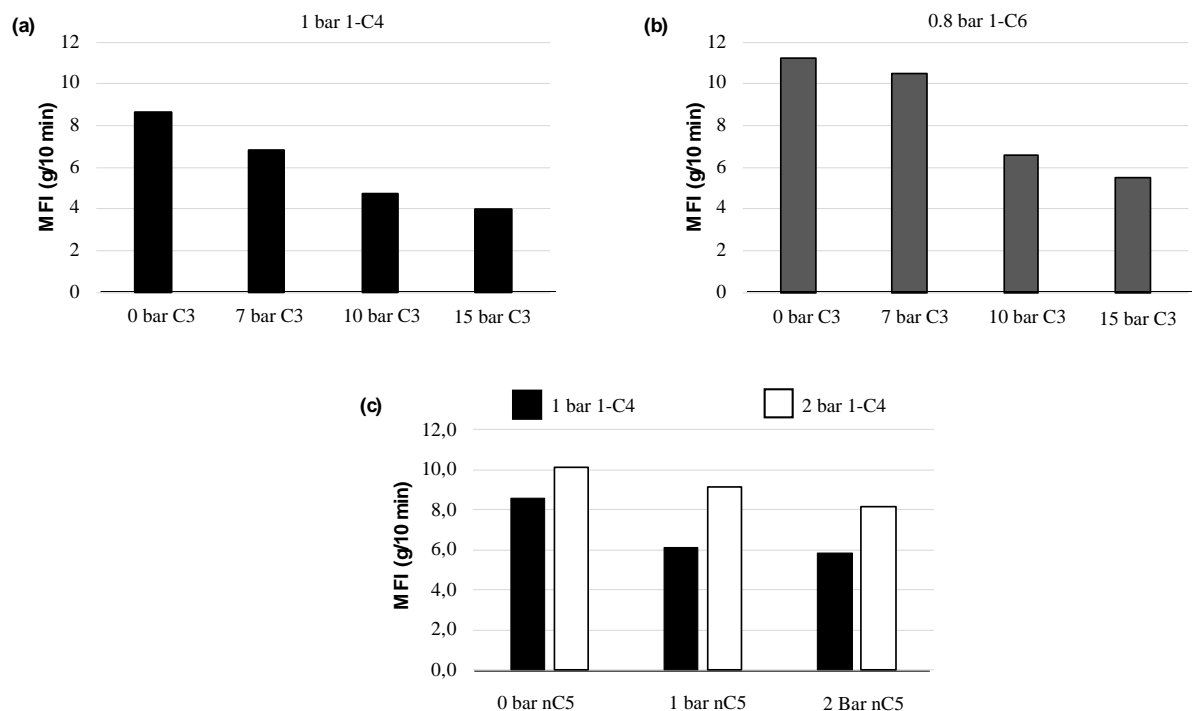 (a)
1 bar 1-C4
12
10
8
6
4
2
0
MFI (g/10 min)
0 bar C3 7 bar C3 10 bar C3 15 bar C3
(b)
0.8 bar 1-C6
12
10
8
6
4
2
0
MFI (g/10 min)
0 bar C3 7 bar C3 10 bar C3 15 bar C3
(c)
1 bar 1-C4 2 bar 1-C4
12,0
10,0
8,0
6,0
4,0
2,0
0,0
MFI (g/10 min)
0 bar nC5 1 bar nC5 2 Bar nC5